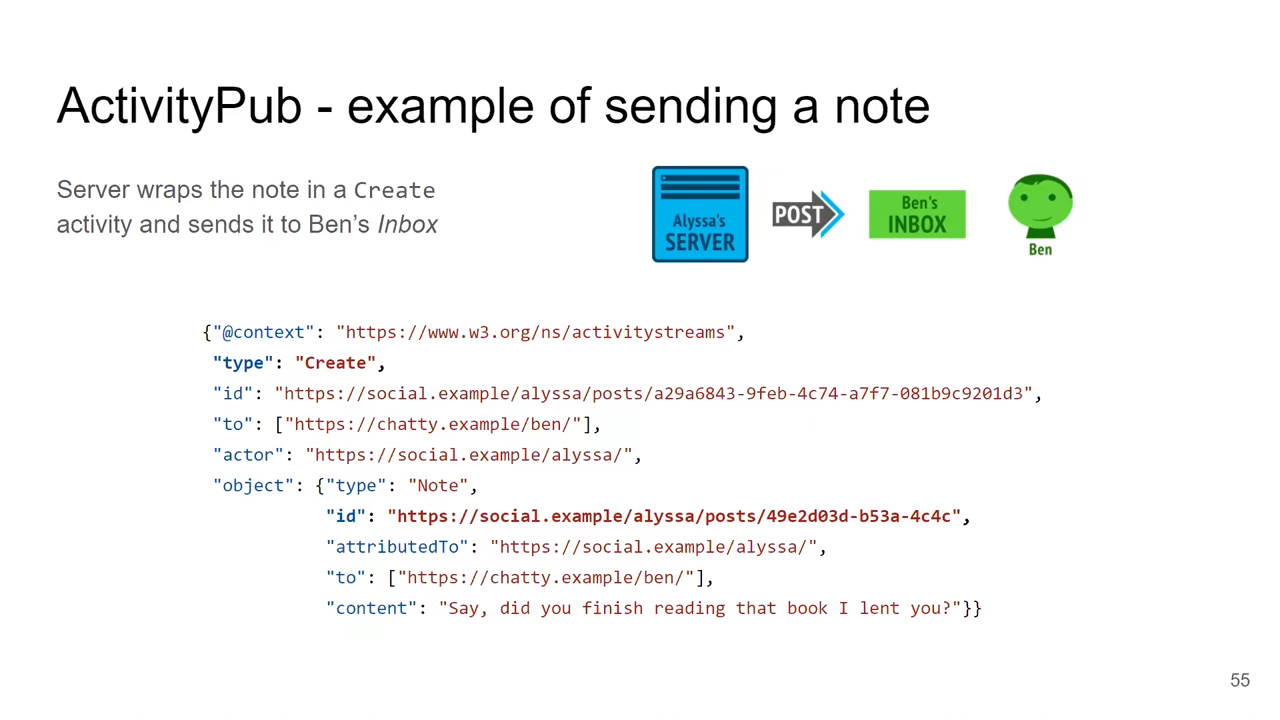 ActivityPub - example of sending a note
Server wraps the note in a Create
activity and sends it to Ben’s Inbox
Alyssa's
SERVER
POST
Ben's
INBOX
Ben
{"@context": "https://www.w3.org/ns/activitystreams",
"type": "Create",
"id": "https://social.example/alyssa/posts/a29a6843-9feb-4c74-a7f7-081b9c9201d3",
"to": ["https://chatty.example/ben/"],
"actor": "https://social.example/alyssa/",
"object": {"type": "Note",
"id": "https://social.example/alyssa/posts/49e2d03d-b53a-4c4c",
"attributedTo": "https://social.example/alyssa/",
"to": ["https://chatty.example/ben/"],
"content": "Say, did you finish reading that book I lent you?"}}
55